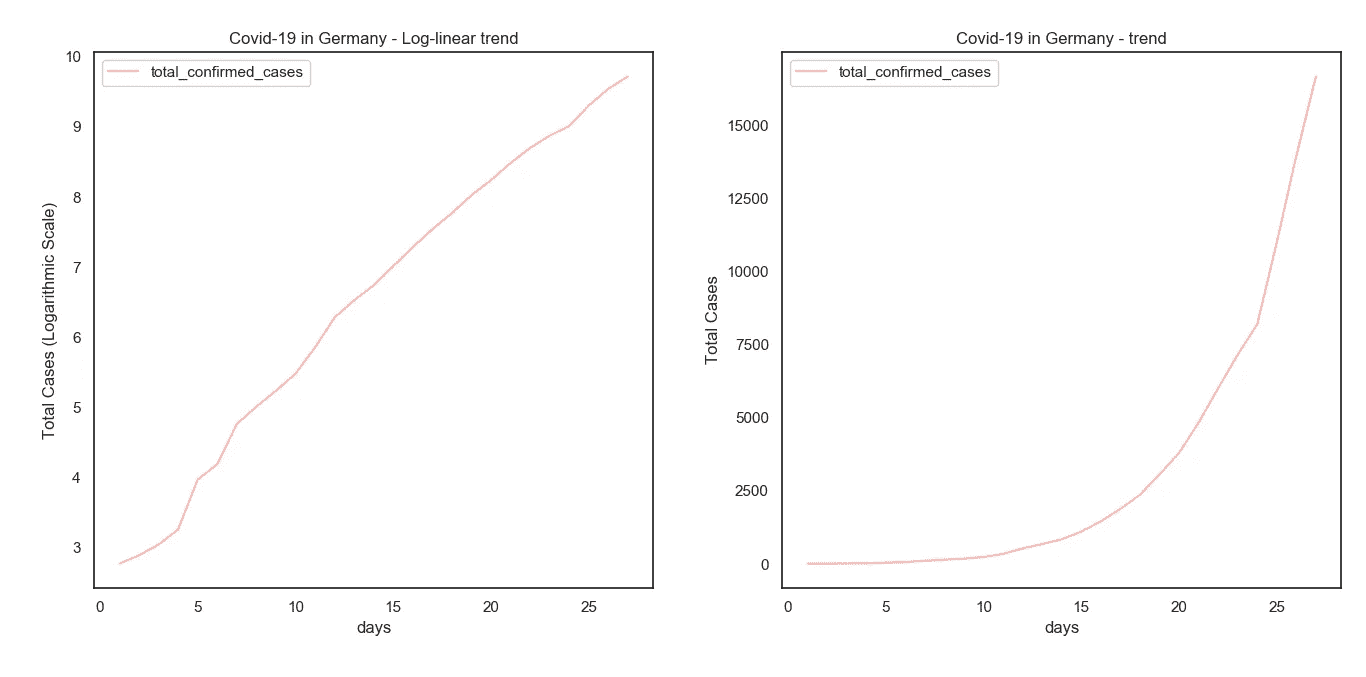 Covid-19 in Germany - Log-linear trend
total_confirmed_cases
Total Cases (Logarithmic Scale)
10
9
8
7
6
5
4
3
0 5 10 15 20 25
days
Covid-19 in Germany - trend
total_confirmed_cases
Total Cases
15000
12500
10000
7500
5000
2500
0
0 5 10 15 20 25
days